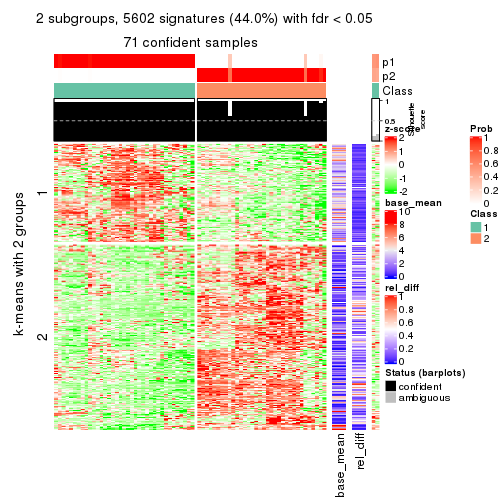 2 subgroups, 5602 signatures (44.0%) with fdr < 0.05
71 confident samples
p1
p2
Class
1
0.5
Silhouette
score
k-means with 2 groups
1
2
base_mean
rel_diff
z-score
2
1
0
-1
-2
base_mean
10
8
6
4
2
0
rel_diff
1
0.8
0.6
0.4
0.2
0
Status (barplots)
confident
ambiguous
Prob
1
0.8
0.6
0.4
0.2
0
Class
1
2